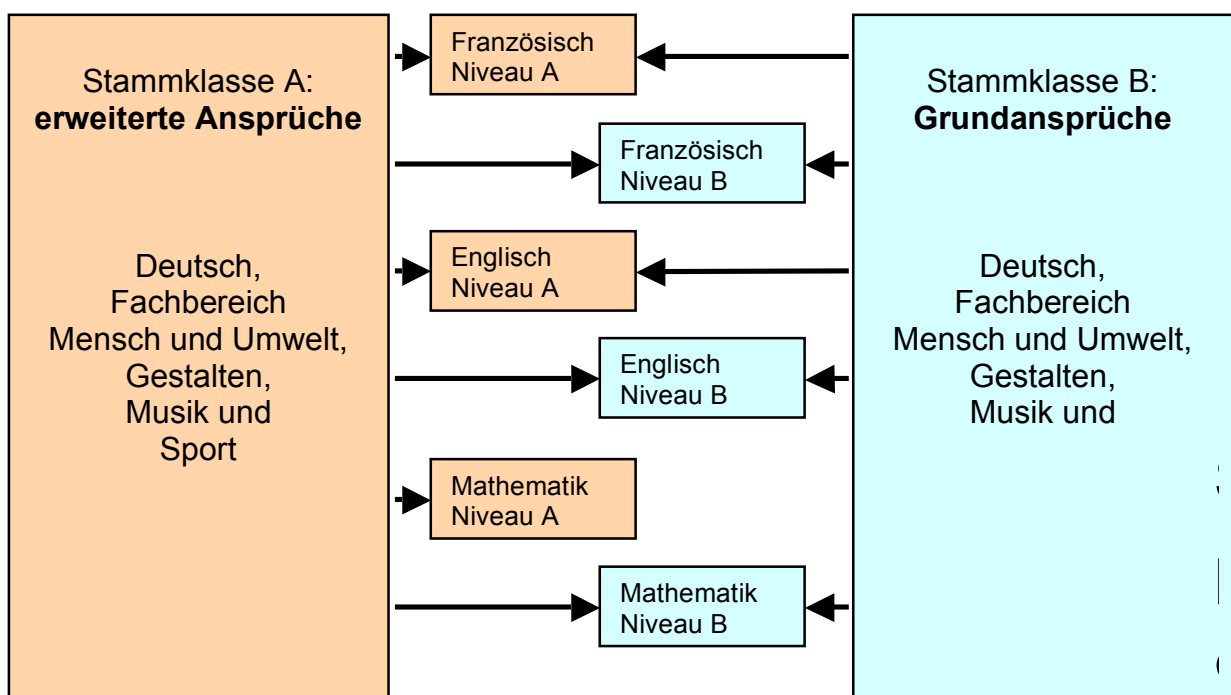 Stammklasse A:
erweiterte Ansprüche
Deutsch,
Fachbereich
Mensch und Umwelt,
Gestalten,
Musik und
Sport
Französisch
Niveau A
Französisch
Niveau B
Englisch
Niveau A
Englisch
Niveau B
Mathematik
Niveau A
Mathematik
Niveau B
Stammklasse B:
Grundansprüche
Deutsch,
Fachbereich
Mensch und Umwelt,
Gestalten,
Musik und